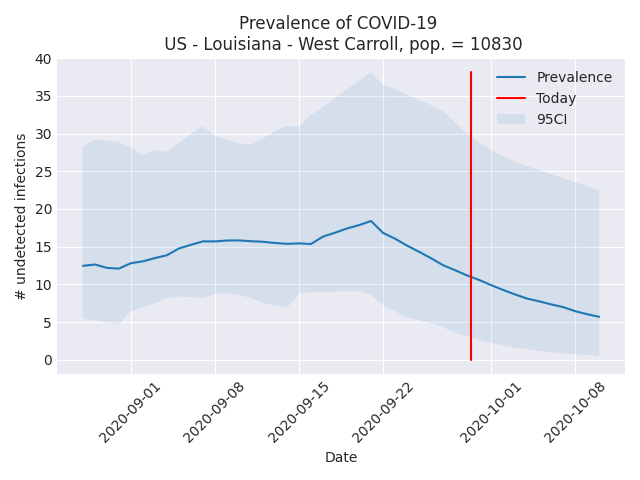 Prevalence of COVID-19
US - Louisiana - West Carroll, pop. = 10830
40
35
30
25
20
15
10
5
0
# undetected infections
Prevalence
Today
95CI
2020-09-01
2020-09-08
2020-09-15
2020-09-22
2020-10-01
2020-10-08
Date